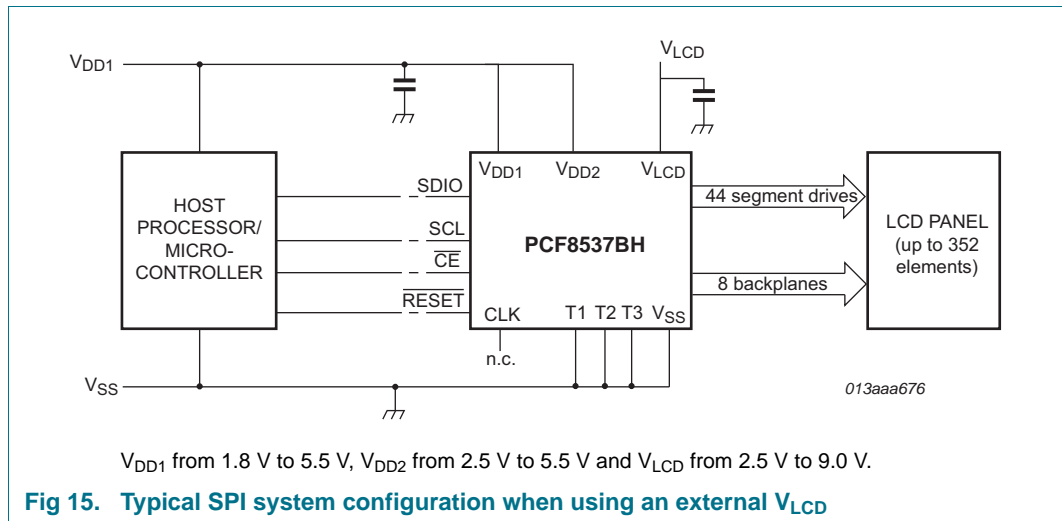 VDD1
VLCD
HOST
PROCESSOR/
MICRO-
CONTROLLER
SDIO
SCL
CE
RESET
VDD1 VDD2 VLCD
PCF8537BH
CLK T1 T2 T3 VSS
n.c.
44 segment drives
8 backplanes
LCD PANEL
(up to 352
elements)
VSS
013aaa676
VDD1 from 1.8 V to 5.5 V, VDD2 from 2.5 V to 5.5 V and VLCD from 2.5 V to 9.0 V.
Fig 15. Typical SPI system configuration when using an external VLCD